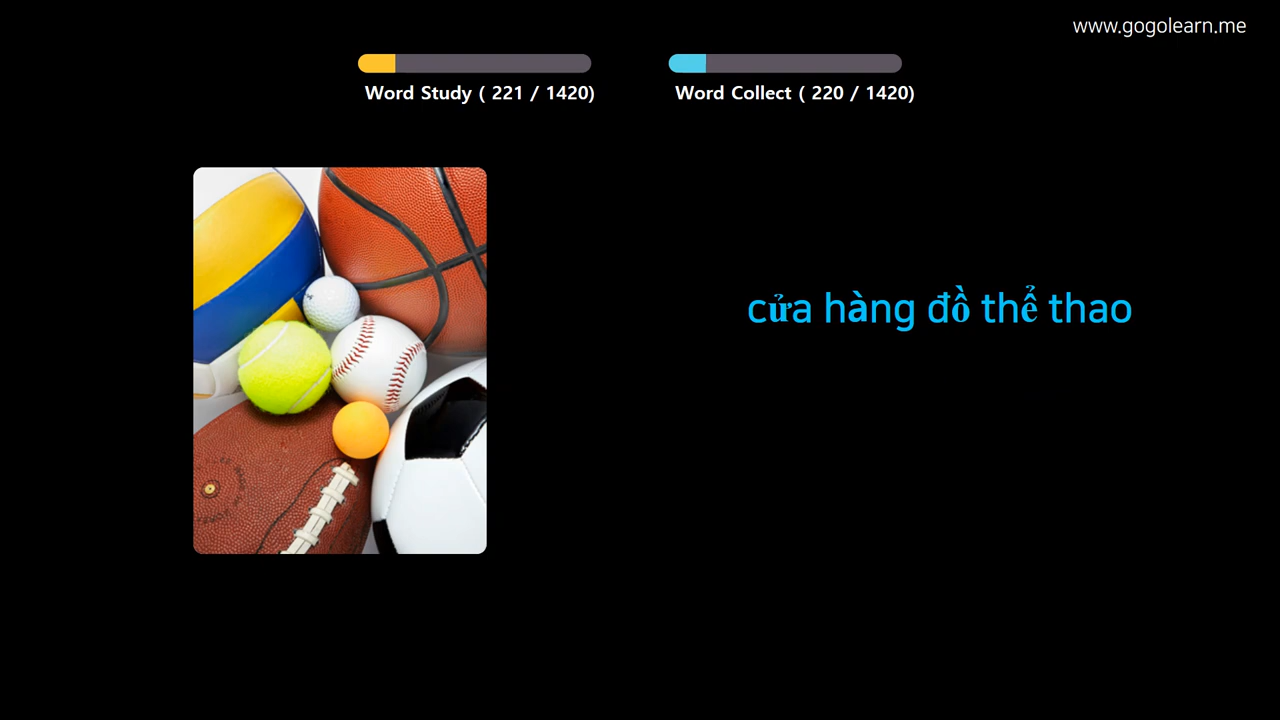 www.gogolearn.me
Word Study ( 221 / 1420)
Word Collect ( 220 / 1420)
cửa hàng đồ thể thao